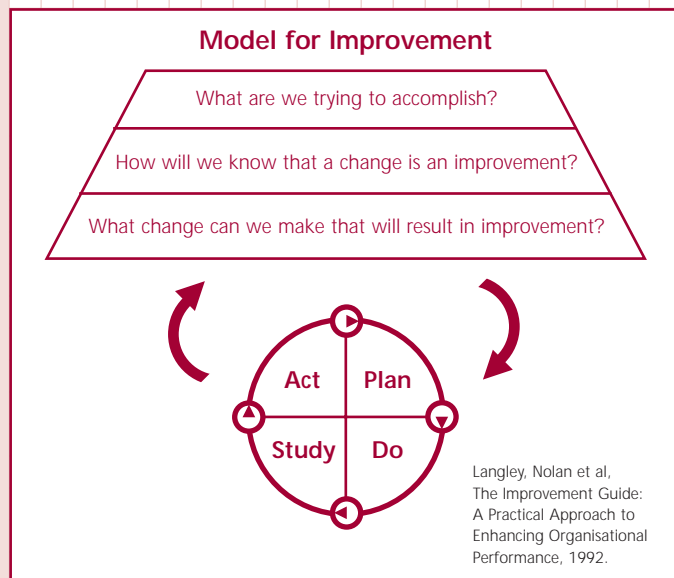 Model for Improvement
What are we trying to accomplish?
How will we know that a change is an improvement?
What change can we make that will result in improvement?
Act
Plan
Study
Do
Langley, Nolan et al,
The Improvement Guide:
A Practical Approach to
Enhancing Organisational
Performance, 1992.